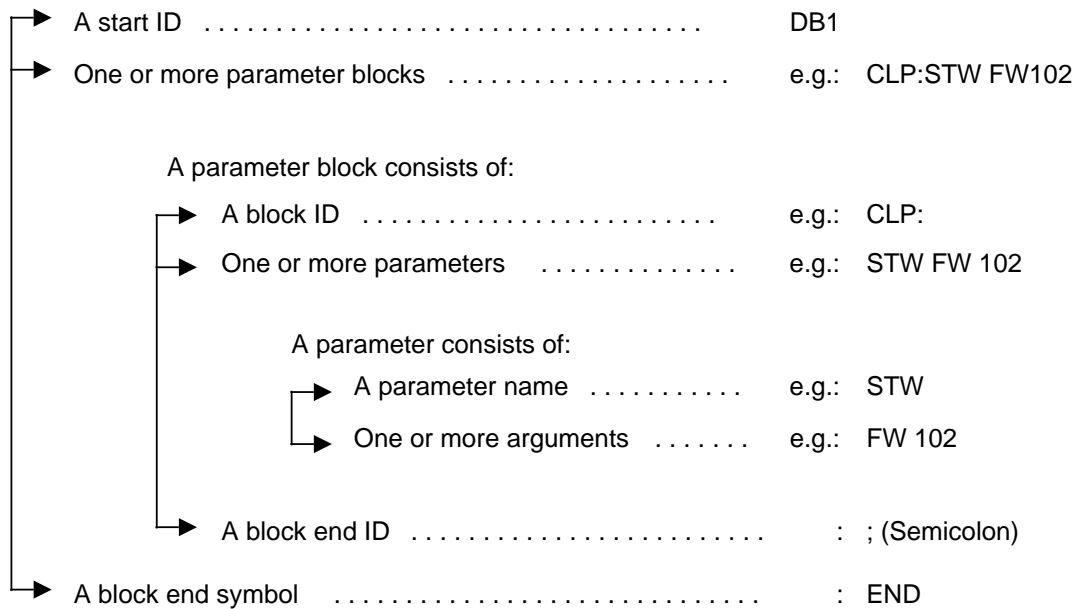 A start ID . . . . . . . . . . . . . . . . . . . . . . . . . . . . . . . . . . . DB1
One or more parameter blocks . . . . . . . . . . . . . . . . . . . . e.g.: CLP:STW FW102
A parameter block consists of:
A block ID . . . . . . . . . . . . . . . . . . . . . . . . . e.g.: CLP:
One or more parameters . . . . . . . . . . . . . . e.g.: STW FW 102
A parameter consists of:
A parameter name . . . . . . . . . . . e.g.: STW
One or more arguments . . . . . . . e.g.: FW 102
A block end ID . . . . . . . . . . . . . . . . . . . . . . . . . : ; (Semicolon)
A block end symbol . . . . . . . . . . . . . . . . . . . . . . . . . . . . . . : END